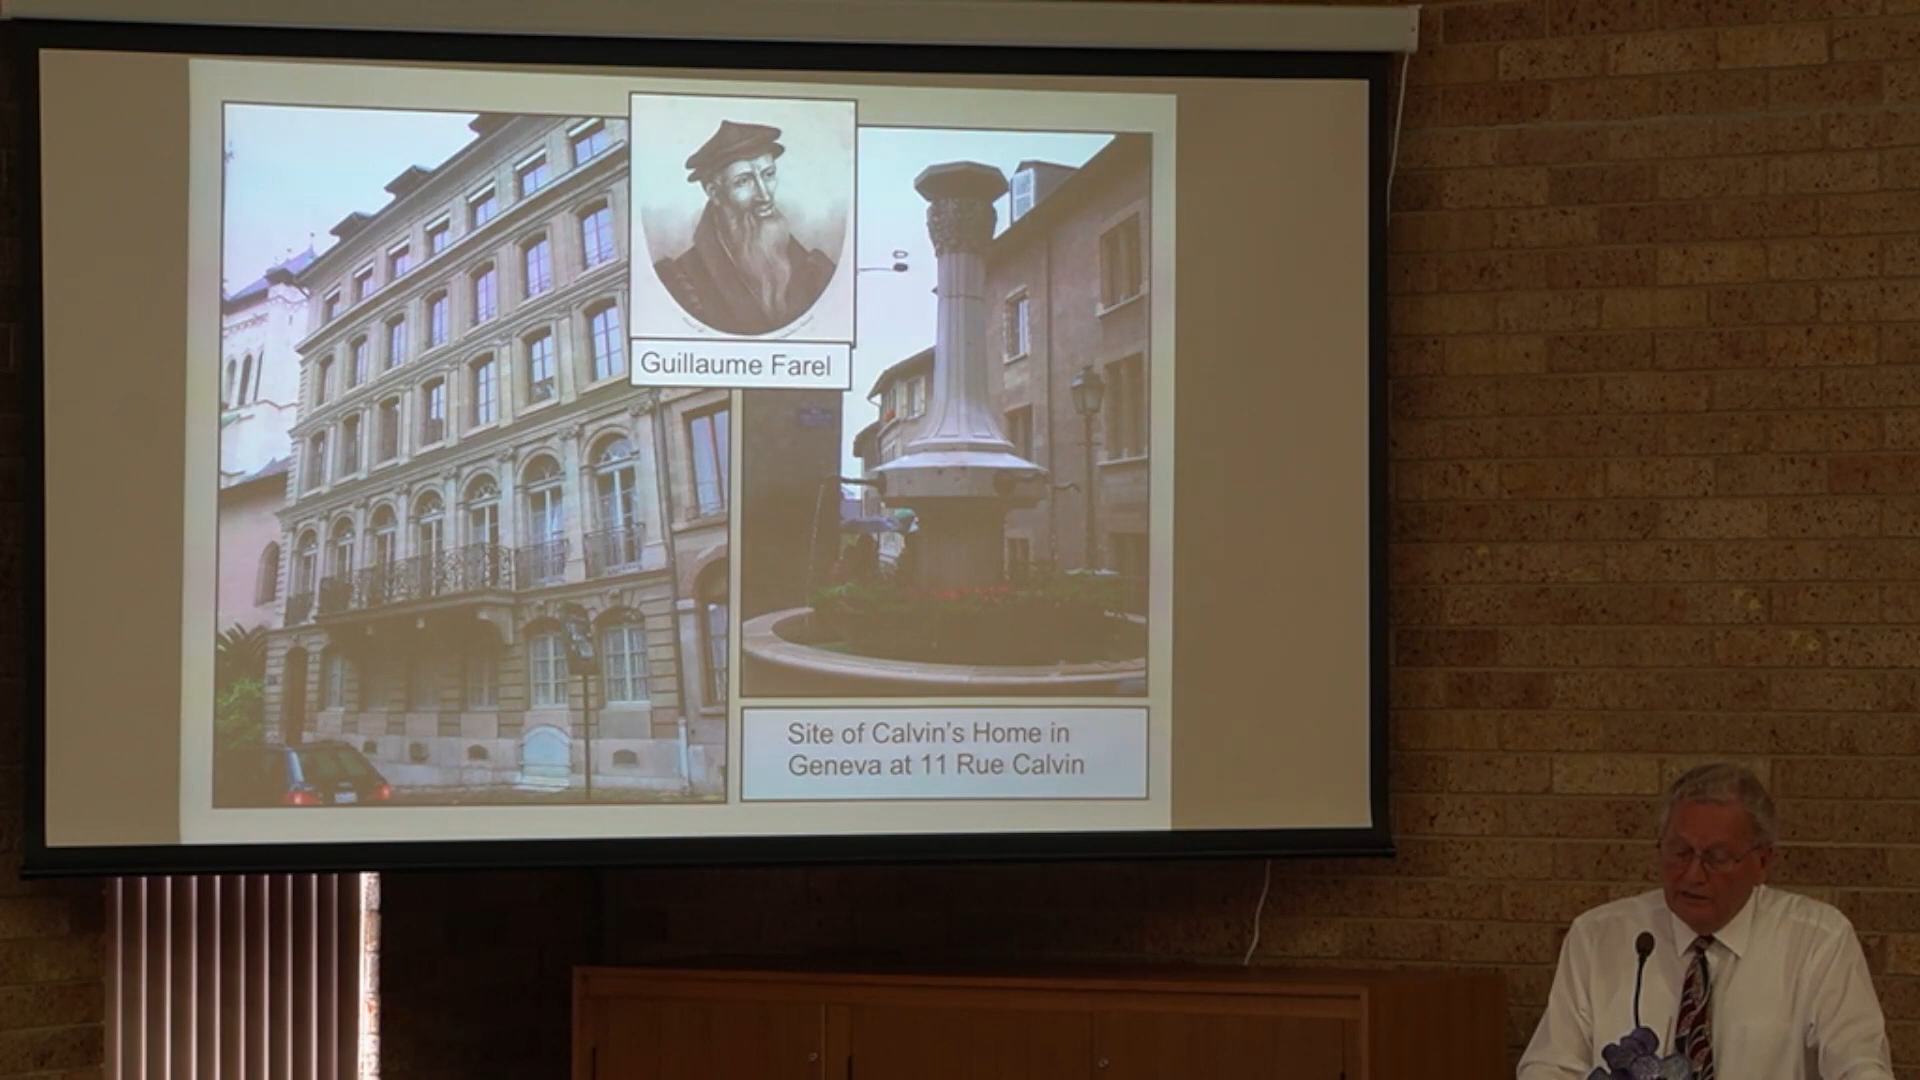 Guillaume Farel
Site of Calvin's Home in
Geneva at 11 Rue Calvin